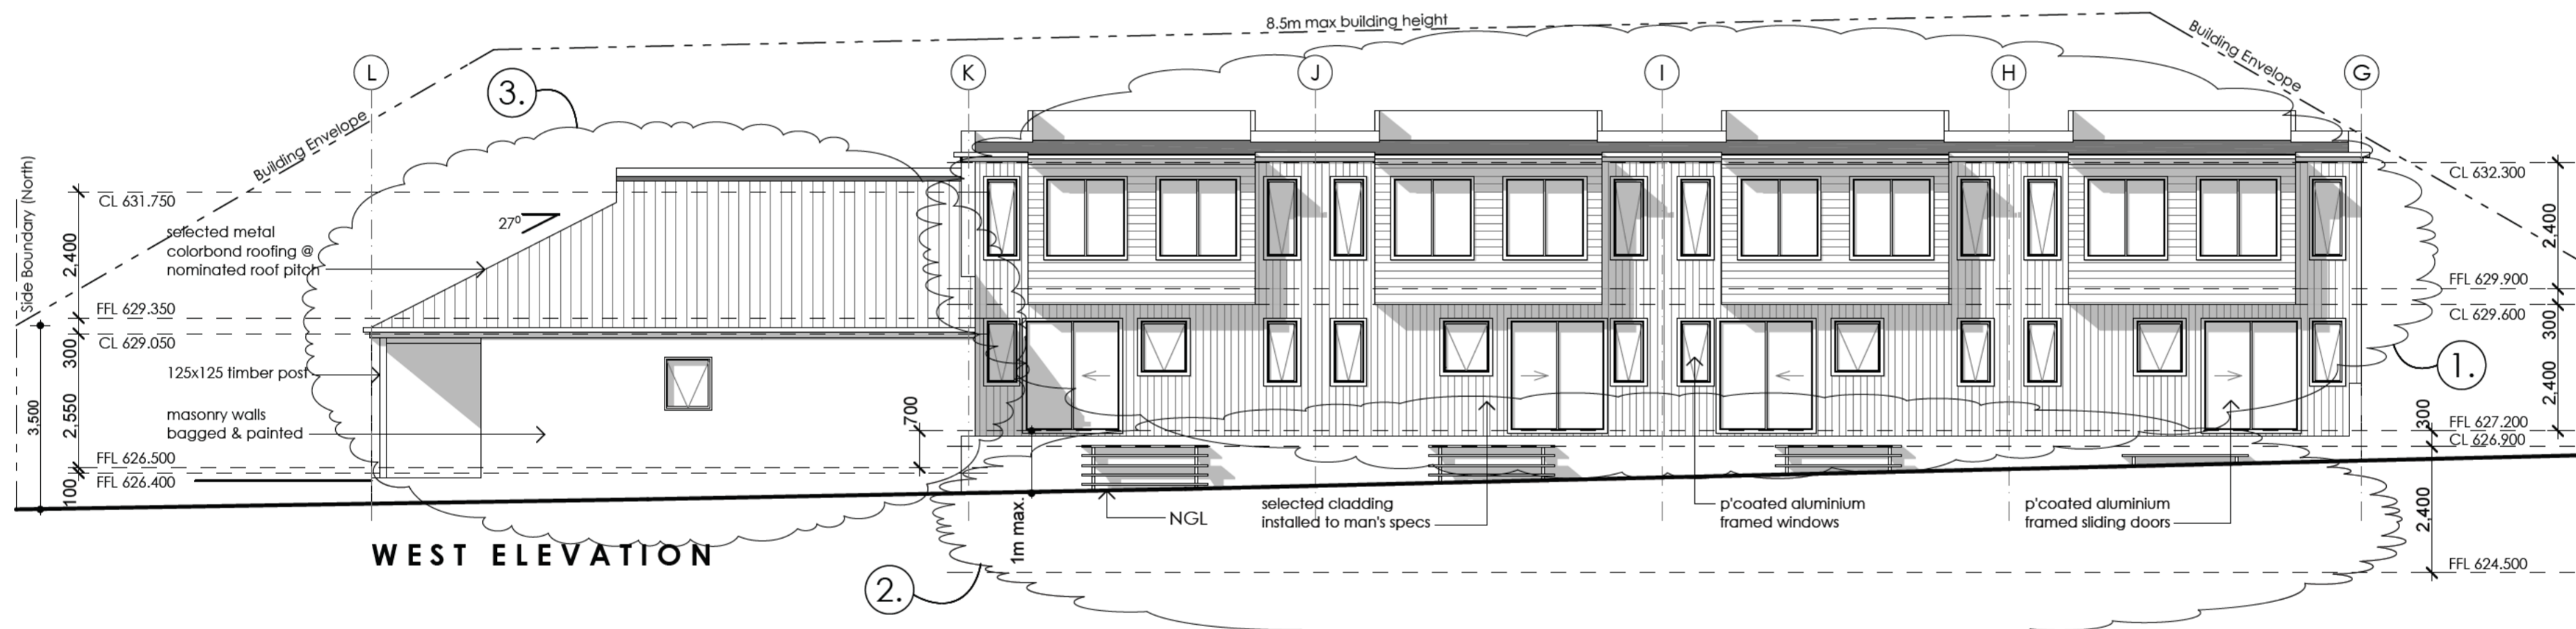 8.5m max building height
Building Envelope
L
K
J
I
H
G
3.
Building Envelope
Side Boundary (North)
CL 631.750
CL 632.300
27°
selected metal
colorbond roofing @
nominated roof pitch
2,400
2,400
FFL 629.350
FFL 629.900
300
CL 629.050
CL 629.600
300
125x125 timber post
1.
2,550
2,400
3,500
masonry walls
bagged & painted
700
300
FFL 627.200
CL 626.900
FFL 626.500
FFL 626.400
100
1m max.
NGL
selected cladding
installed to man's specs
p'coated aluminium
framed windows
p'coated aluminium
framed sliding doors
2,400
WEST ELEVATION
FFL 624.500
2.